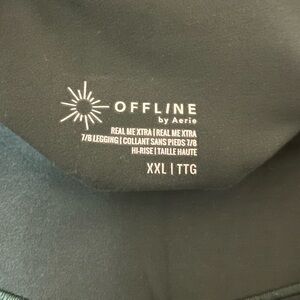 OFFLINE
by Aerie
REAL ME XTRA | REAL ME XTRA
7/8 LEGGING | COLLANT SANS PIEDS 7/8
HI-RISE | TAILLE HAUTE
XXL | TTG